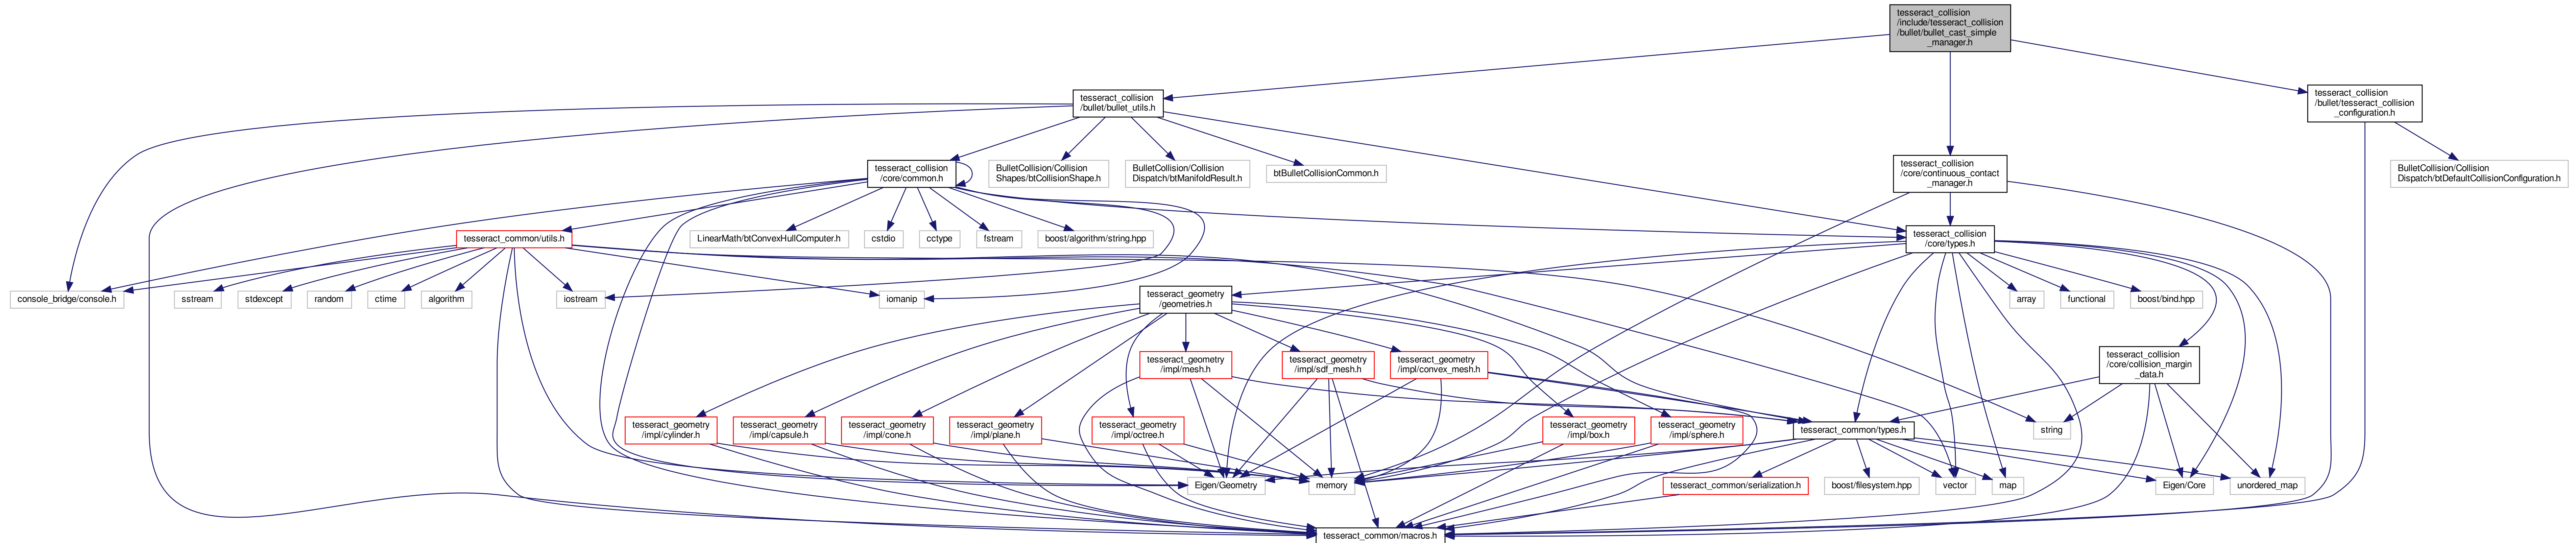 tesseract_collision
/include/tesseract_collision
/bullet/bullet_cast_simple
_manager.h
tesseract_collision
/bullet/bullet_utils.h
tesseract_collision
/bullet/tesseract_collision
_configuration.h
tesseract_collision
/core/common.h
BulletCollision/Collision
Shapes/btCollisionShape.h
BulletCollision/Collision
Dispatch/btManifoldResult.h
btBulletCollisionCommon.h
tesseract_collision
/core/continuous_contact
_manager.h
BulletCollision/Collision
Dispatch/btDefaultCollisionConfiguration.h
tesseract_common/utils.h
LinearMath/btConvexHullComputer.h
cstdio
cctype
fstream
boost/algorithm/string.hpp
tesseract_collision
/core/types.h
console_bridge/console.h
sstream
stdexcept
random
ctime
algorithm
iostream
iomanip
tesseract_geometry
/geometries.h
array
functional
boost/bind.hpp
tesseract_geometry
/impl/mesh.h
tesseract_geometry
/impl/sdf_mesh.h
tesseract_geometry
/impl/convex_mesh.h
tesseract_collision
/core/collision_margin
_data.h
tesseract_geometry
/impl/cylinder.h
tesseract_geometry
/impl/capsule.h
tesseract_geometry
/impl/cone.h
tesseract_geometry
/impl/plane.h
tesseract_geometry
/impl/octree.h
tesseract_geometry
/impl/box.h
tesseract_geometry
/impl/sphere.h
tesseract_common/types.h
string
Eigen/Geometry
memory
tesseract_common/serialization.h
boost/filesystem.hpp
vector
map
Eigen/Core
unordered_map
tesseract_common/macros.h